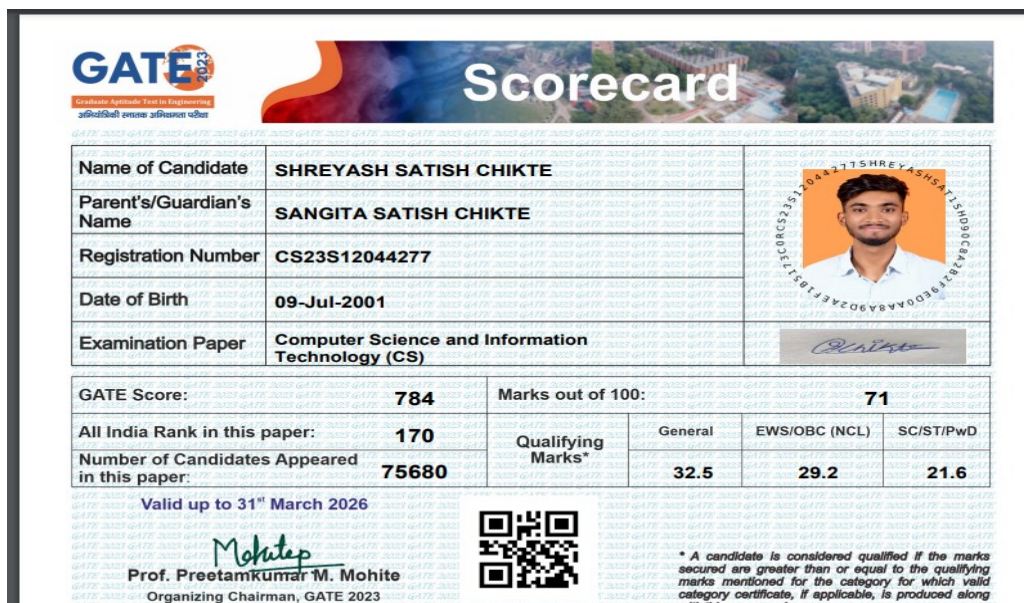 GATE 2023
Graduate Aptitude Test in Engineering
अभियांत्रिकी स्नातक अभिक्षमता परीक्षा
Scorecard
Name of Candidate SHREYASH SATISH CHIKTE
Parent's/Guardian's Name SANGITA SATISH CHIKTE
Registration Number CS23S12044277
Date of Birth 09-Jul-2001
Examination Paper Computer Science and Information
Technology (CS)
GATE Score: 784 Marks out of 100: 71
All India Rank in this paper: 170 Qualifying Marks* General EWS/OBC (NCL) SC/ST/PwD
Number of Candidates Appeared
in this paper: 75680 32.5 29.2 21.6
Valid up to 31st March 2026
Prof. Preetamkumar M. Mohite
Organizing Chairman, GATE 2023
* A candidate is considered qualified if the marks
secured are greater than or equal to the qualifying
marks mentioned for the category for which valid
category certificate, if applicable, is produced along